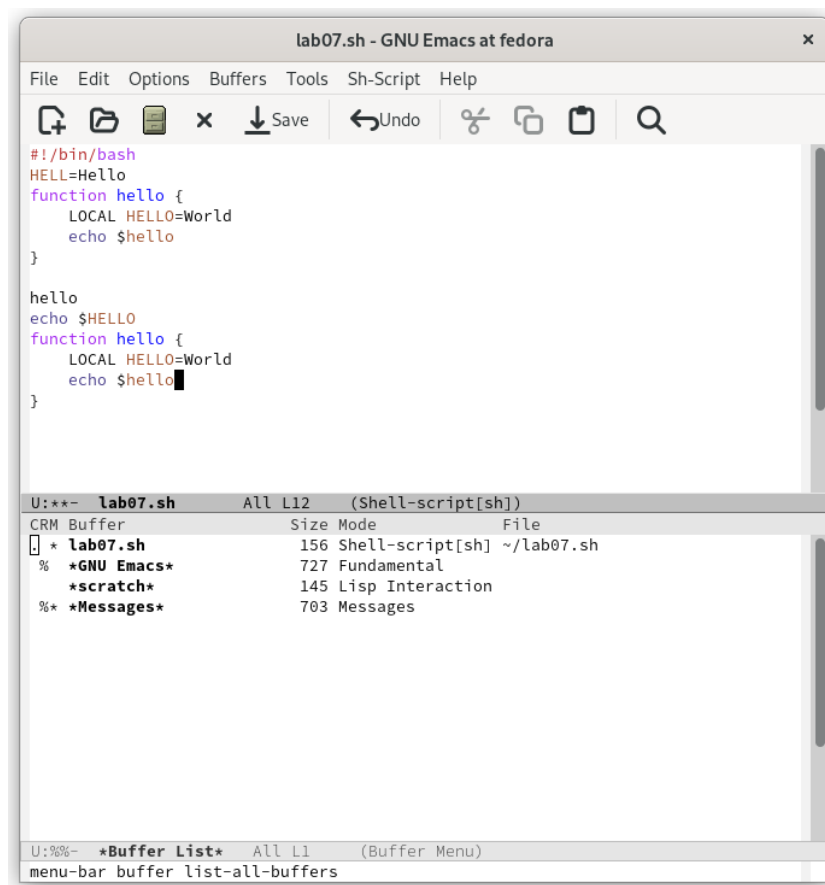 lab07.sh - GNU Emacs at fedora ×
File Edit Options Buffers Tools Sh-Script Help
Save Undo
#!/bin/bash
HELL=Hello
function hello {
    LOCAL HELLO=World
    echo $hello
}
hello
echo $HELLO
function hello {
    LOCAL HELLO=World
    echo $hello
}
U:**-  lab07.sh       All L12    (Shell-script[sh])
CRM Buffer                 Size Mode             File
. * lab07.sh                156 Shell-script[sh] ~/lab07.sh
 %  *GNU Emacs*             727 Fundamental
    *scratch*               145 Lisp Interaction
 %* *Messages*              703 Messages
U:%%-  *Buffer List*   All L1     (Buffer Menu)
menu-bar buffer list-all-buffers